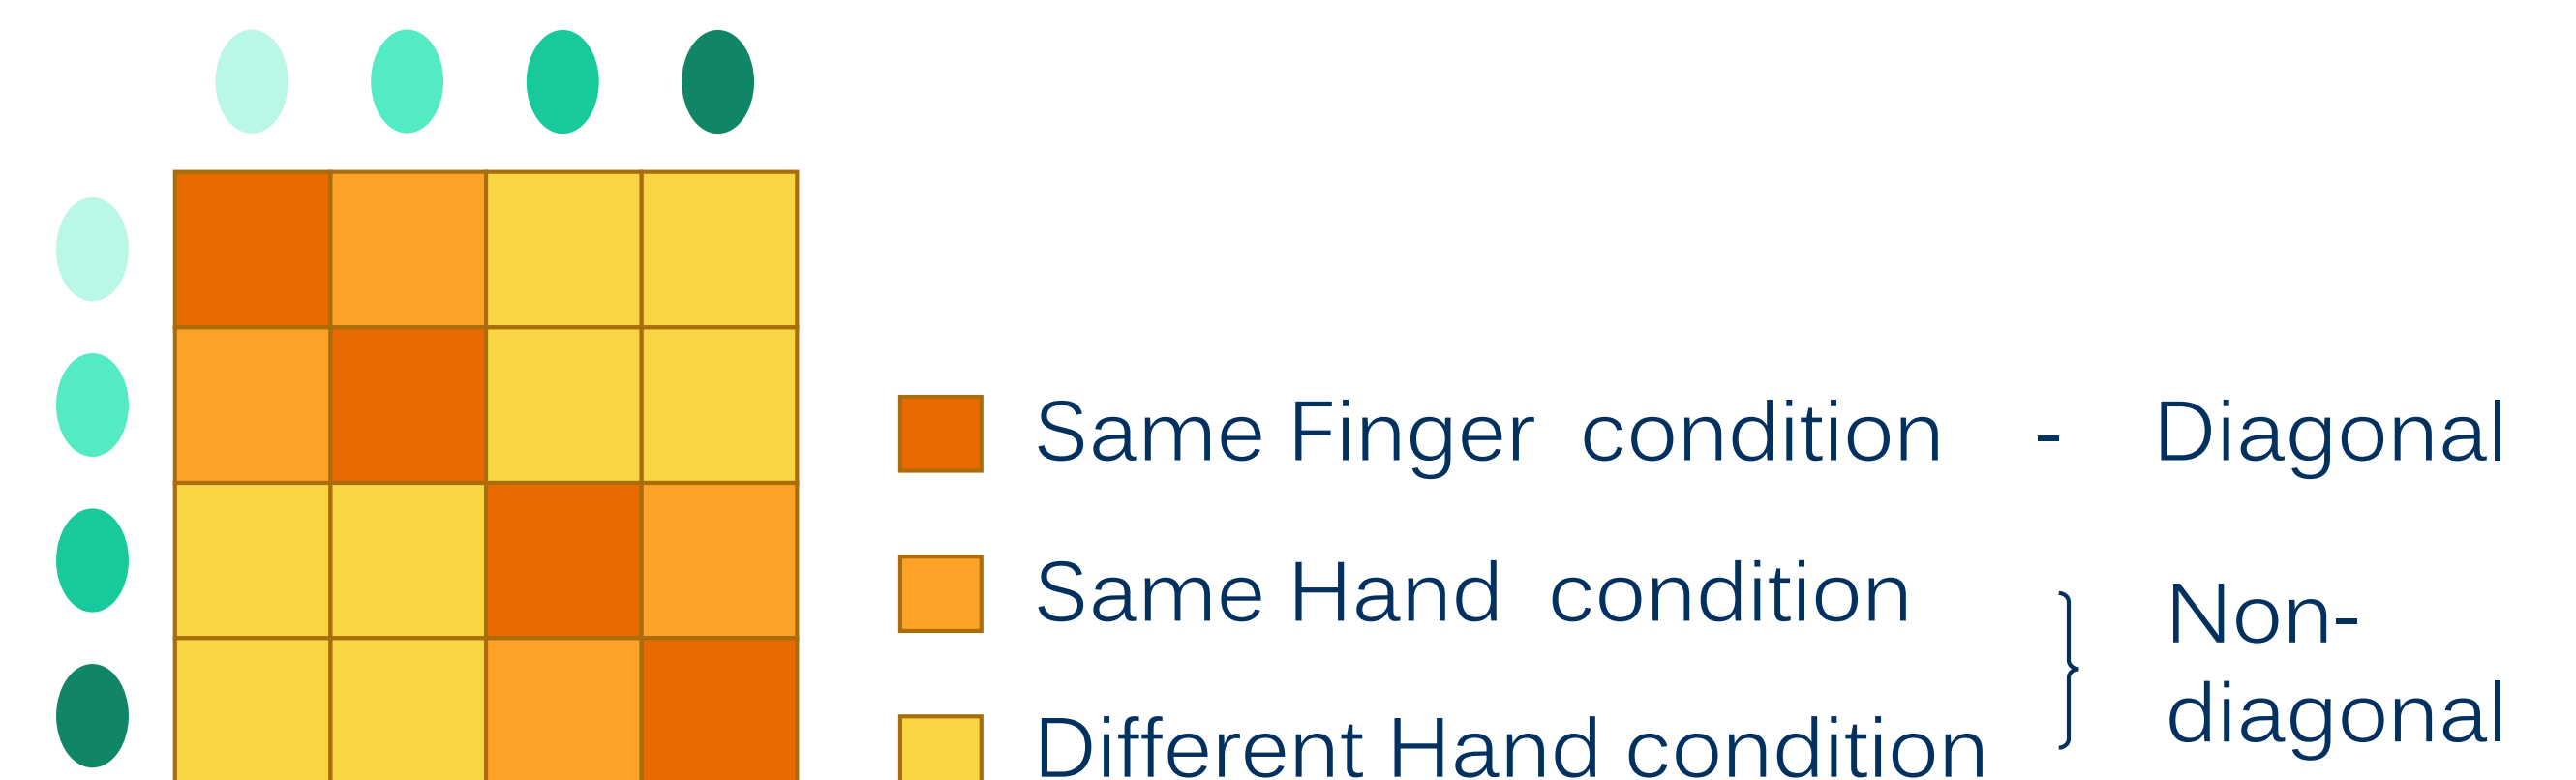 Same Finger condition - Diagonal
Same Hand condition
Non-
diagonal
Different Hand condition